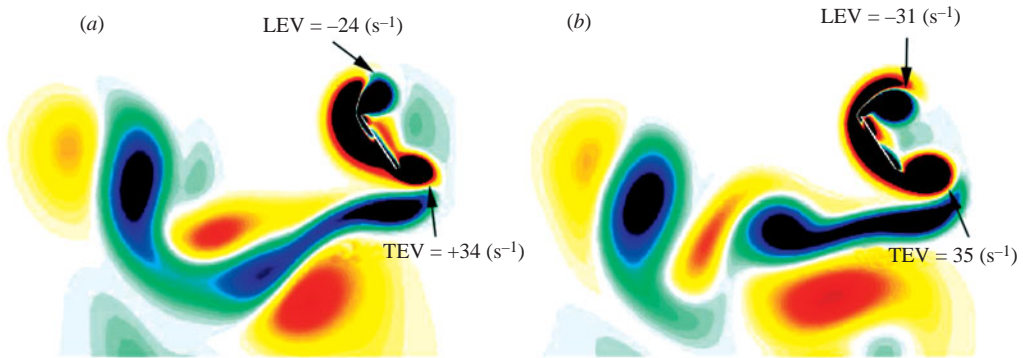 (a)
LEV = –24 (s⁻¹)
TEV = +34 (s⁻¹)
(b)
LEV = –31 (s⁻¹)
TEV = 35 (s⁻¹)